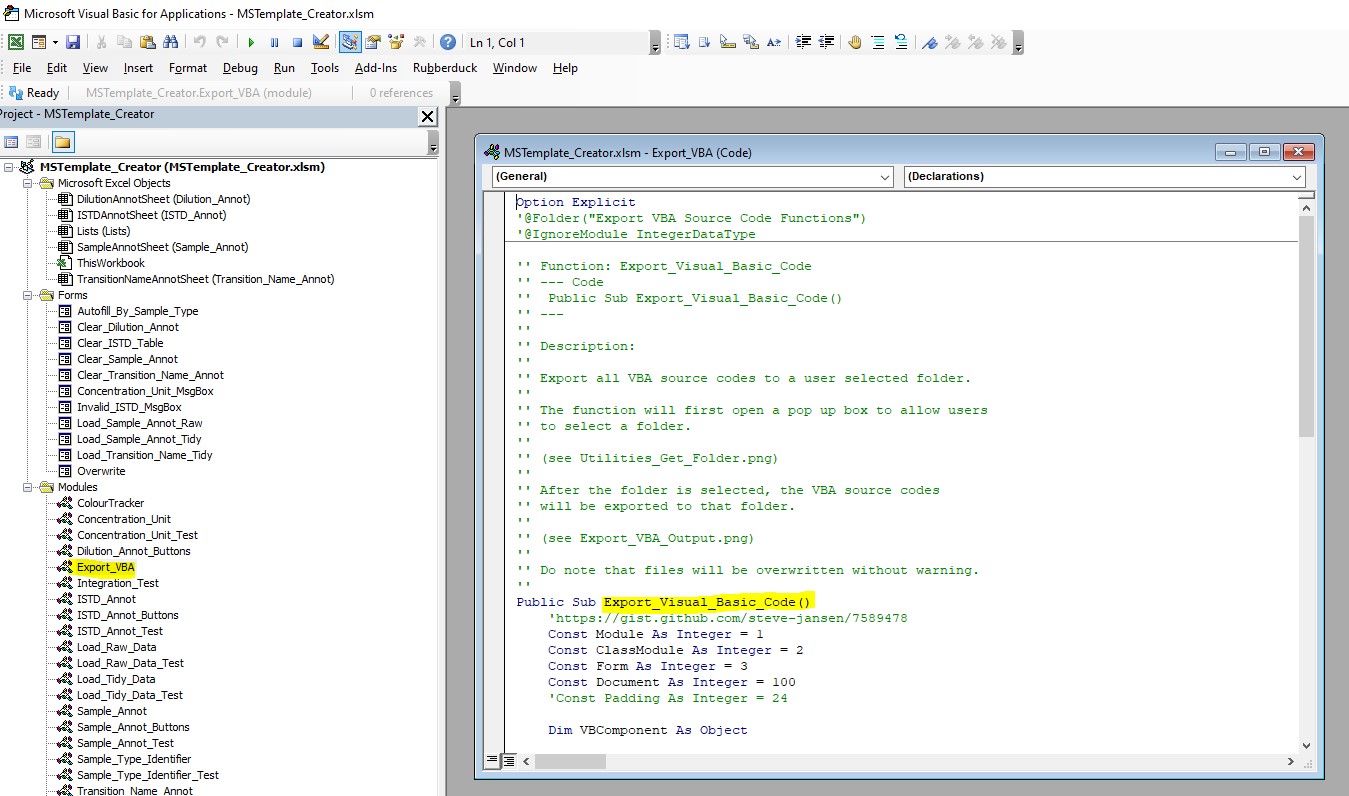 Microsoft Visual Basic for Applications - MSTemplate_Creator.xlsm
Ln 1, Col 1
File Edit View Insert Format Debug Run Tools Add-Ins Rubberduck Window Help
Ready MSTemplate_Creator.Export_VBA (module) 0 references
Project - MSTemplate_Creator
MSTemplate_Creator (MSTemplate_Creator.xlsm)
Microsoft Excel Objects
DilutionAnnotSheet (Dilution_Annot)
ISTDAnnotSheet (ISTD_Annot)
Lists (Lists)
SampleAnnotSheet (Sample_Annot)
ThisWorkbook
TransitionNameAnnotSheet (Transition_Name_Annot)
Forms
Autofill_By_Sample_Type
Clear_Dilution_Annot
Clear_ISTD_Table
Clear_Sample_Annot
Clear_Transition_Name_Annot
Concentration_Unit_MsgBox
Invalid_ISTD_MsgBox
Load_Sample_Annot_Raw
Load_Sample_Annot_Tidy
Load_Transition_Name_Tidy
Overwrite
Modules
ColourTracker
Concentration_Unit
Concentration_Unit_Test
Dilution_Annot_Buttons
Export_VBA
Integration_Test
ISTD_Annot
ISTD_Annot_Buttons
ISTD_Annot_Test
Load_Raw_Data
Load_Raw_Data_Test
Load_Tidy_Data
Load_Tidy_Data_Test
Sample_Annot
Sample_Annot_Buttons
Sample_Annot_Test
Sample_Type_Identifier
Sample_Type_Identifier_Test
Transition_Name_Annot
MSTemplate_Creator.xlsm - Export_VBA (Code)
(General) (Declarations)
Option Explicit
'@Folder("Export VBA Source Code Functions")
'@IgnoreModule IntegerDataType
'' Function: Export_Visual_Basic_Code
'' --- Code
''  Public Sub Export_Visual_Basic_Code()
'' ---
''
'' Description:
''
'' Export all VBA source codes to a user selected folder.
''
'' The function will first open a pop up box to allow users
'' to select a folder.
''
'' (see Utilities_Get_Folder.png)
''
'' After the folder is selected, the VBA source codes
'' will be exported to that folder.
''
'' (see Export_VBA_Output.png)
''
'' Do note that files will be overwritten without warning.
''
Public Sub Export_Visual_Basic_Code()
'https://gist.github.com/steve-jansen/7589478
Const Module As Integer = 1
Const ClassModule As Integer = 2
Const Form As Integer = 3
Const Document As Integer = 100
'Const Padding As Integer = 24
Dim VBComponent As Object